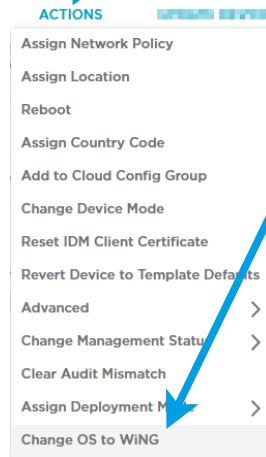 ACTIONS
Assign Network Policy
Assign Location
Reboot
Assign Country Code
Add to Cloud Config Group
Change Device Mode
Reset IDM Client Certificate
Revert Device to Template Defaults
Advanced
Change Management Status
Clear Audit Mismatch
Assign Deployment Mode
Change OS to WiNG